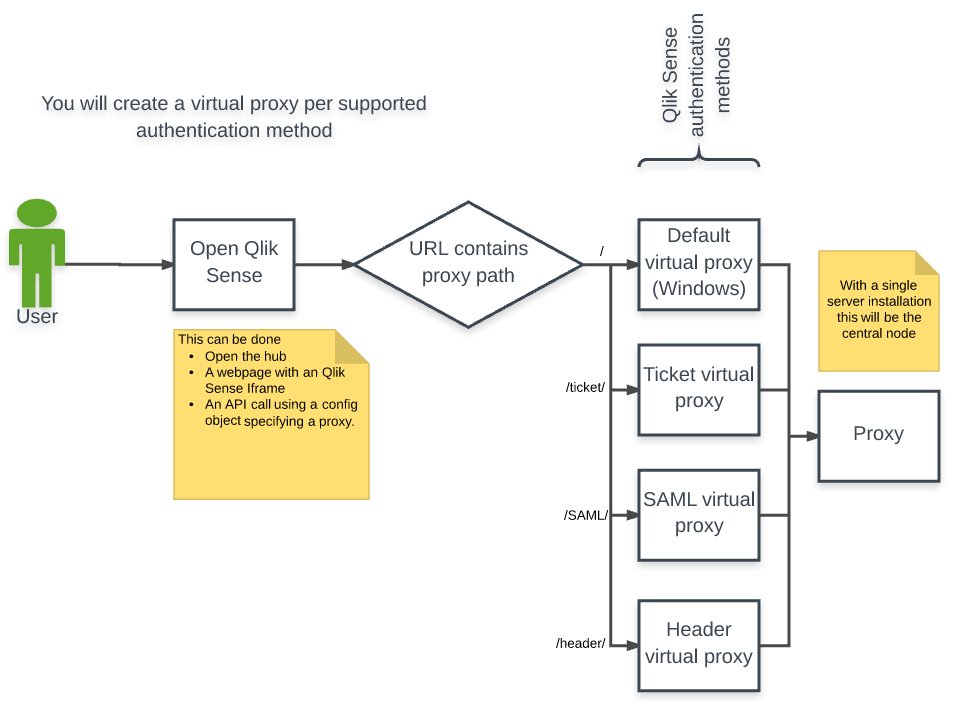 You will create a virtual proxy per supported
authentication method
Qlik Sense
authentication
methods
User
Open Qlik
Sense
URL contains
proxy path
/
Default
virtual proxy
(Windows)
With a single
server installation
this will be the
central node
This can be done
• Open the hub
• A webpage with an Qlik
Sense Iframe
• An API call using a config
object specifying a proxy.
/ticket/
Ticket virtual
proxy
Proxy
/SAML/
SAML virtual
proxy
/header/
Header
virtual proxy